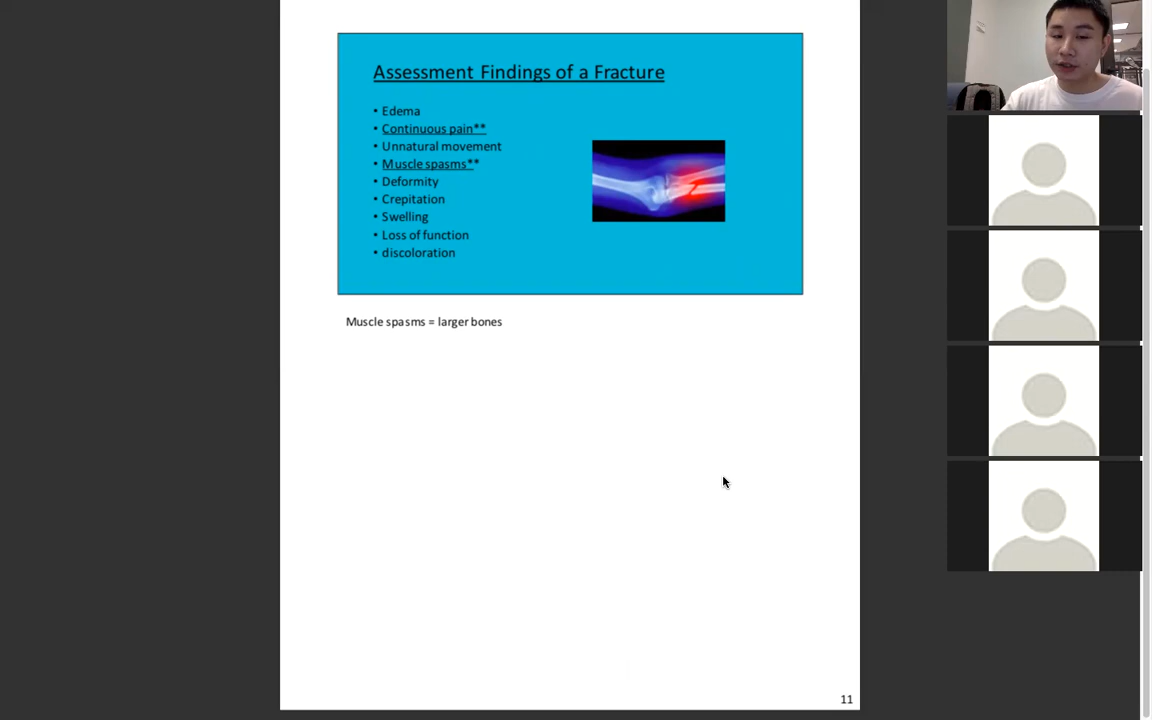 Assessment Findings of a Fracture
• Edema
• Continuous pain**
• Unnatural movement
• Muscle spasms**
• Deformity
• Crepitation
• Swelling
• Loss of function
• discoloration
Muscle spasms = larger bones
11